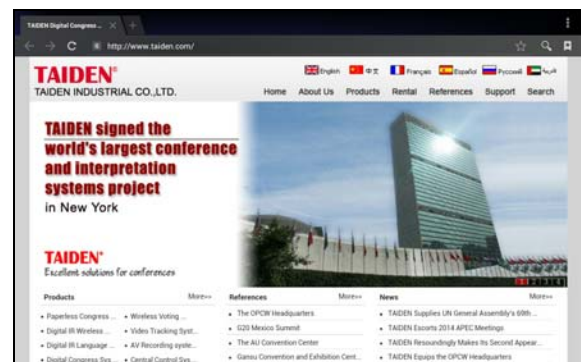 TAIDEN Digital Congress ...
http://www.taiden.com/
English 中文 Français Español Русский العربية
TAIDEN®
TAIDEN INDUSTRIAL CO.,LTD.
Home About Us Products Rental References Support Search
TAIDEN signed the
world's largest conference
and interpretation
systems project
in New York
TAIDEN®
Excellent solutions for conferences
Products More>>
• Paperless Congress ... • Wireless Voting ...
• Digital IR Wireless ... • Video Tracking Syst...
• Digital IR Language ... • AV Recording syste...
• Digital Congress Sys... • Central Control Sys...
References More>>
• The OPCW Headquarters
• G20 Mexico Summit
• The AU Convention Center
• Gansu Convention and Exhibition Cent...
News More>>
• TAIDEN Supplies UN General Assembly's 69th...
• TAIDEN Escorts 2014 APEC Meetings
• TAIDEN Resoundingly Makes Its Second Appear...
• TAIDEN Equips the OPCW Headquarters